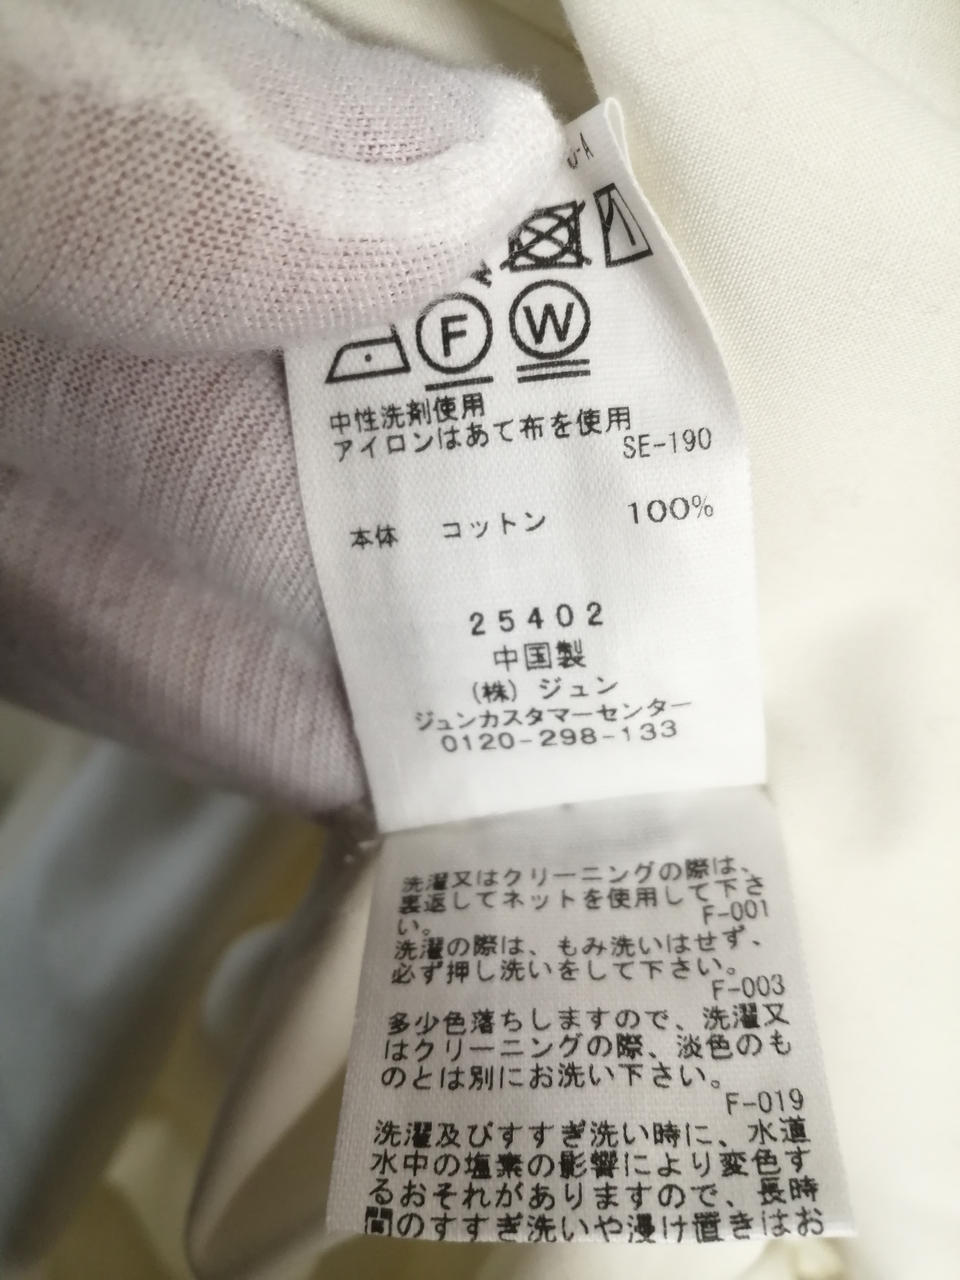 F
W
中性洗剤使用
アイロンはあて布を使用
SE-190
本体 コットン 100%
25402
中国製
(株) ジュン
ジュンカスタマーセンター
0120-298-133
洗濯又はクリーニングの際は、
裏返してネットを使用して下さ
い。
F-001
洗濯の際は、もみ洗いはせず、
必ず押し洗いをして下さい。
F-003
多少色落ちしますので、洗濯又
はクリーニングの際、淡色のも
のとは別にお洗い下さい。
F-019
洗濯及びすすぎ洗い時に、水道
水中の塩素の影響により変色す
るおそれがありますので、長時
間のすすぎ洗いや浸け置きはお